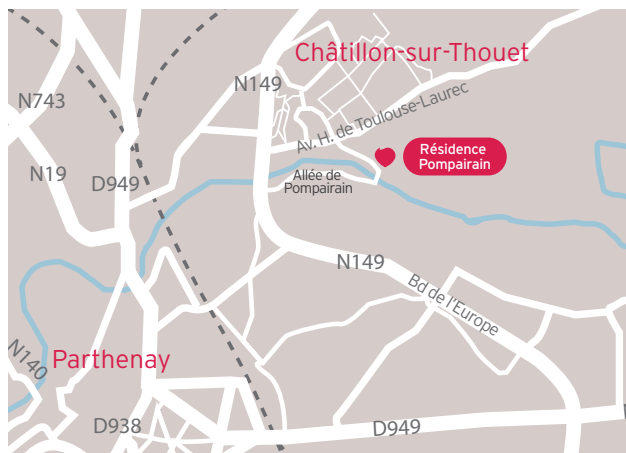 Châtillon-sur-Thouet
N149
N743
Av. H. de Toulouse-Laurec
Résidence
Pompairain
N19
D949
Allée de
Pompairain
N149
Bd de l'Europe
Parthenay
N140
D938
D949